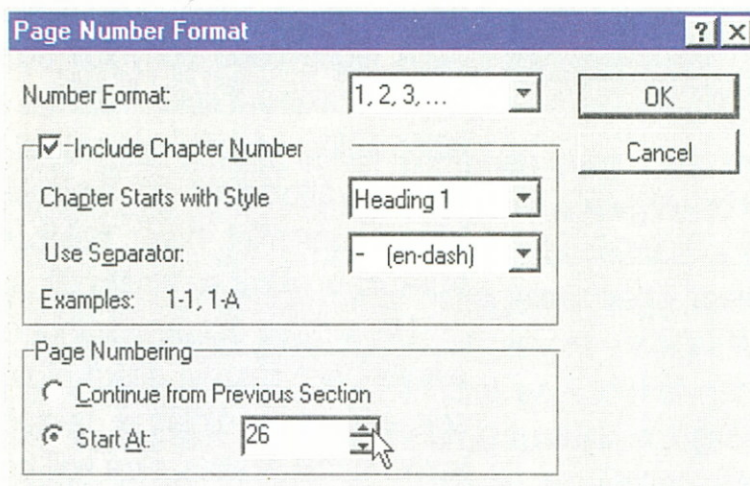 Page Number Format ? ×
Number Format: 1, 2, 3, ... OK
Include Chapter Number Cancel
Chapter Starts with Style Heading 1
Use Separator: - (en-dash)
Examples: 1-1, 1-A
Page Numbering
Continue from Previous Section
Start At: 26